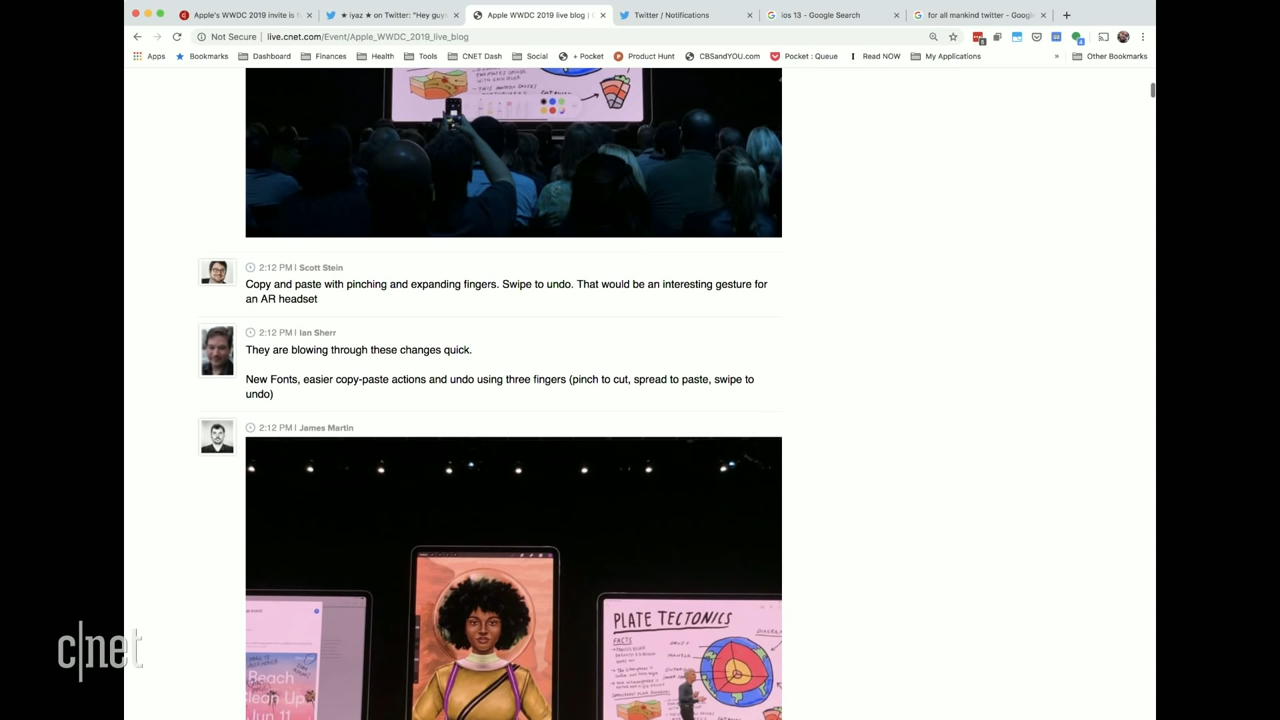 Apple's WWDC 2019 invite is f
★ iyaz ★ on Twitter: "Hey guys
Apple WWDC 2019 live blog |
Twitter / Notifications
ios 13 - Google Search
for all mankind twitter - Goog
Not Secure | live.cnet.com/Event/Apple_WWDC_2019_live_blog
Apps Bookmarks Dashboard Finances Health Tools CNET Dash Social + Pocket Product Hunt CBSandYOU.com Pocket : Queue Read NOW My Applications » Other Bookmarks
2:12 PM | Scott Stein
Copy and paste with pinching and expanding fingers. Swipe to undo. That would be an interesting gesture for
an AR headset
2:12 PM | Ian Sherr
They are blowing through these changes quick.
New Fonts, easier copy-paste actions and undo using three fingers (pinch to cut, spread to paste, swipe to
undo)
2:12 PM | James Martin
PLATE TECTONICS
FACTS
Beach
Clean Up
Jun 11
c|net